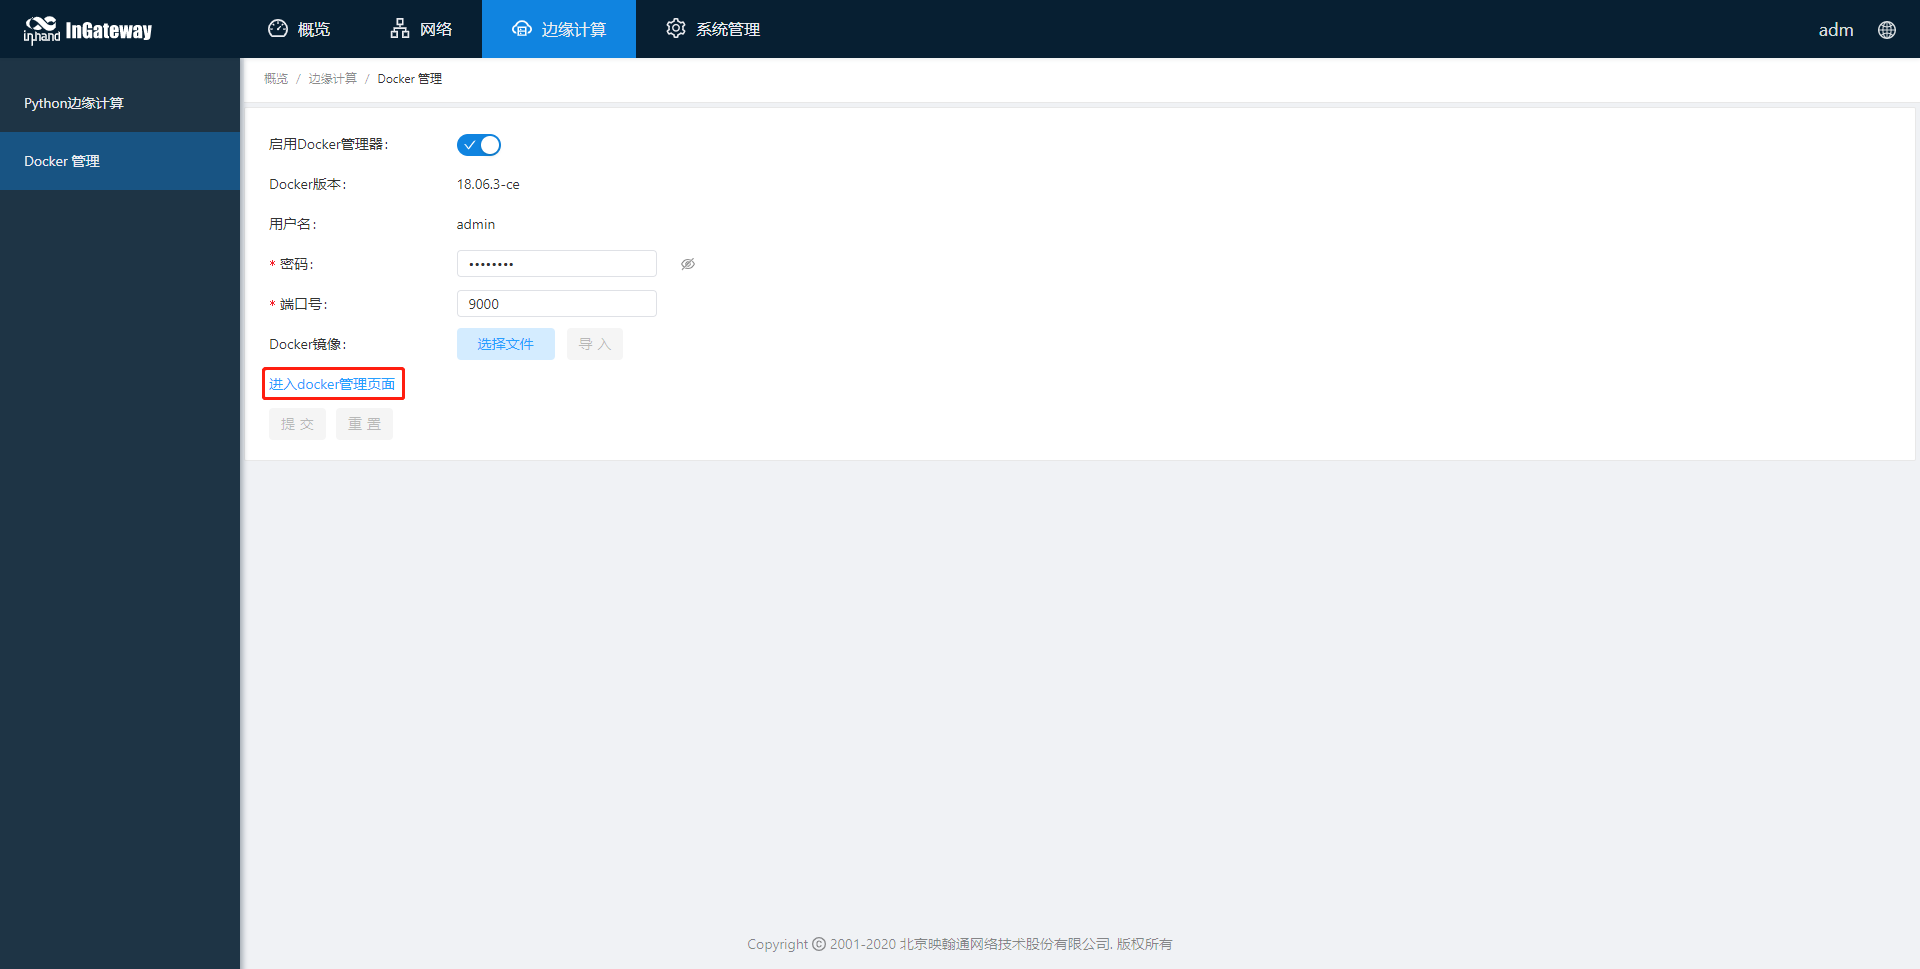 inhand InGateway 概览 网络 边缘计算 系统管理 adm
概览 / 边缘计算 / Docker 管理
Python边缘计算
Docker 管理
启用Docker管理器:
Docker版本: 18.06.3-ce
用户名: admin
* 密码: ••••••••
* 端口号: 9000
Docker镜像: 选择文件 导 入
进入docker管理页面
提 交 重 置
Copyright © 2001-2020 北京映翰通网络技术股份有限公司. 版权所有